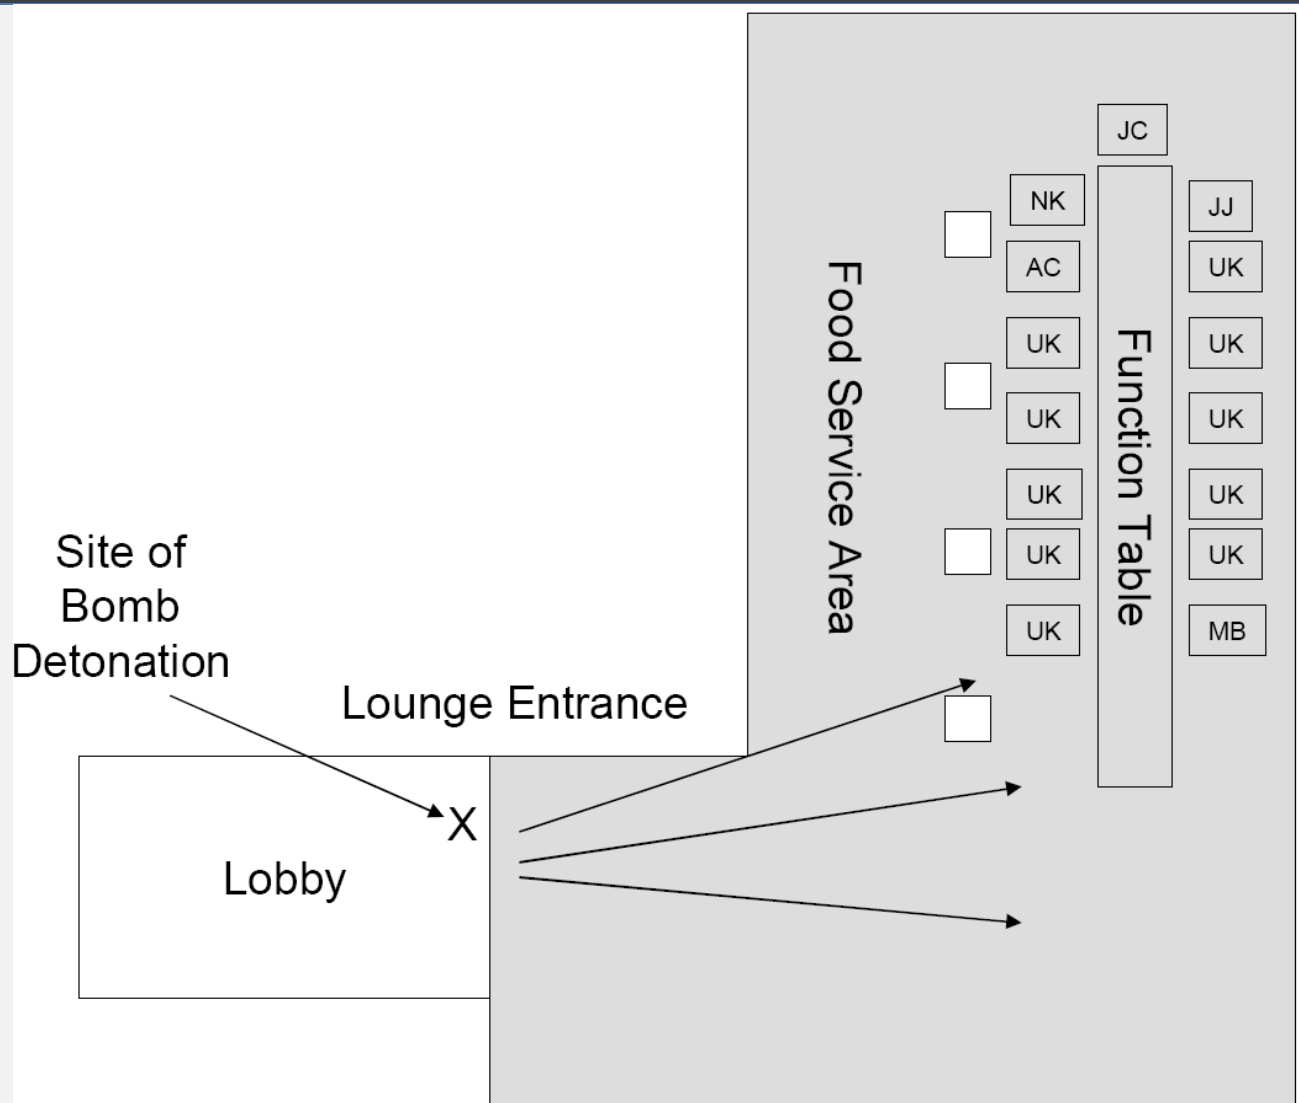 JC
NK
JJ
AC
UK
UK
UK
UK
UK
UK
UK
UK
UK
UK
MB
Food Service Area
Function Table
Site of
Bomb
Detonation
Lounge Entrance
X
Lobby